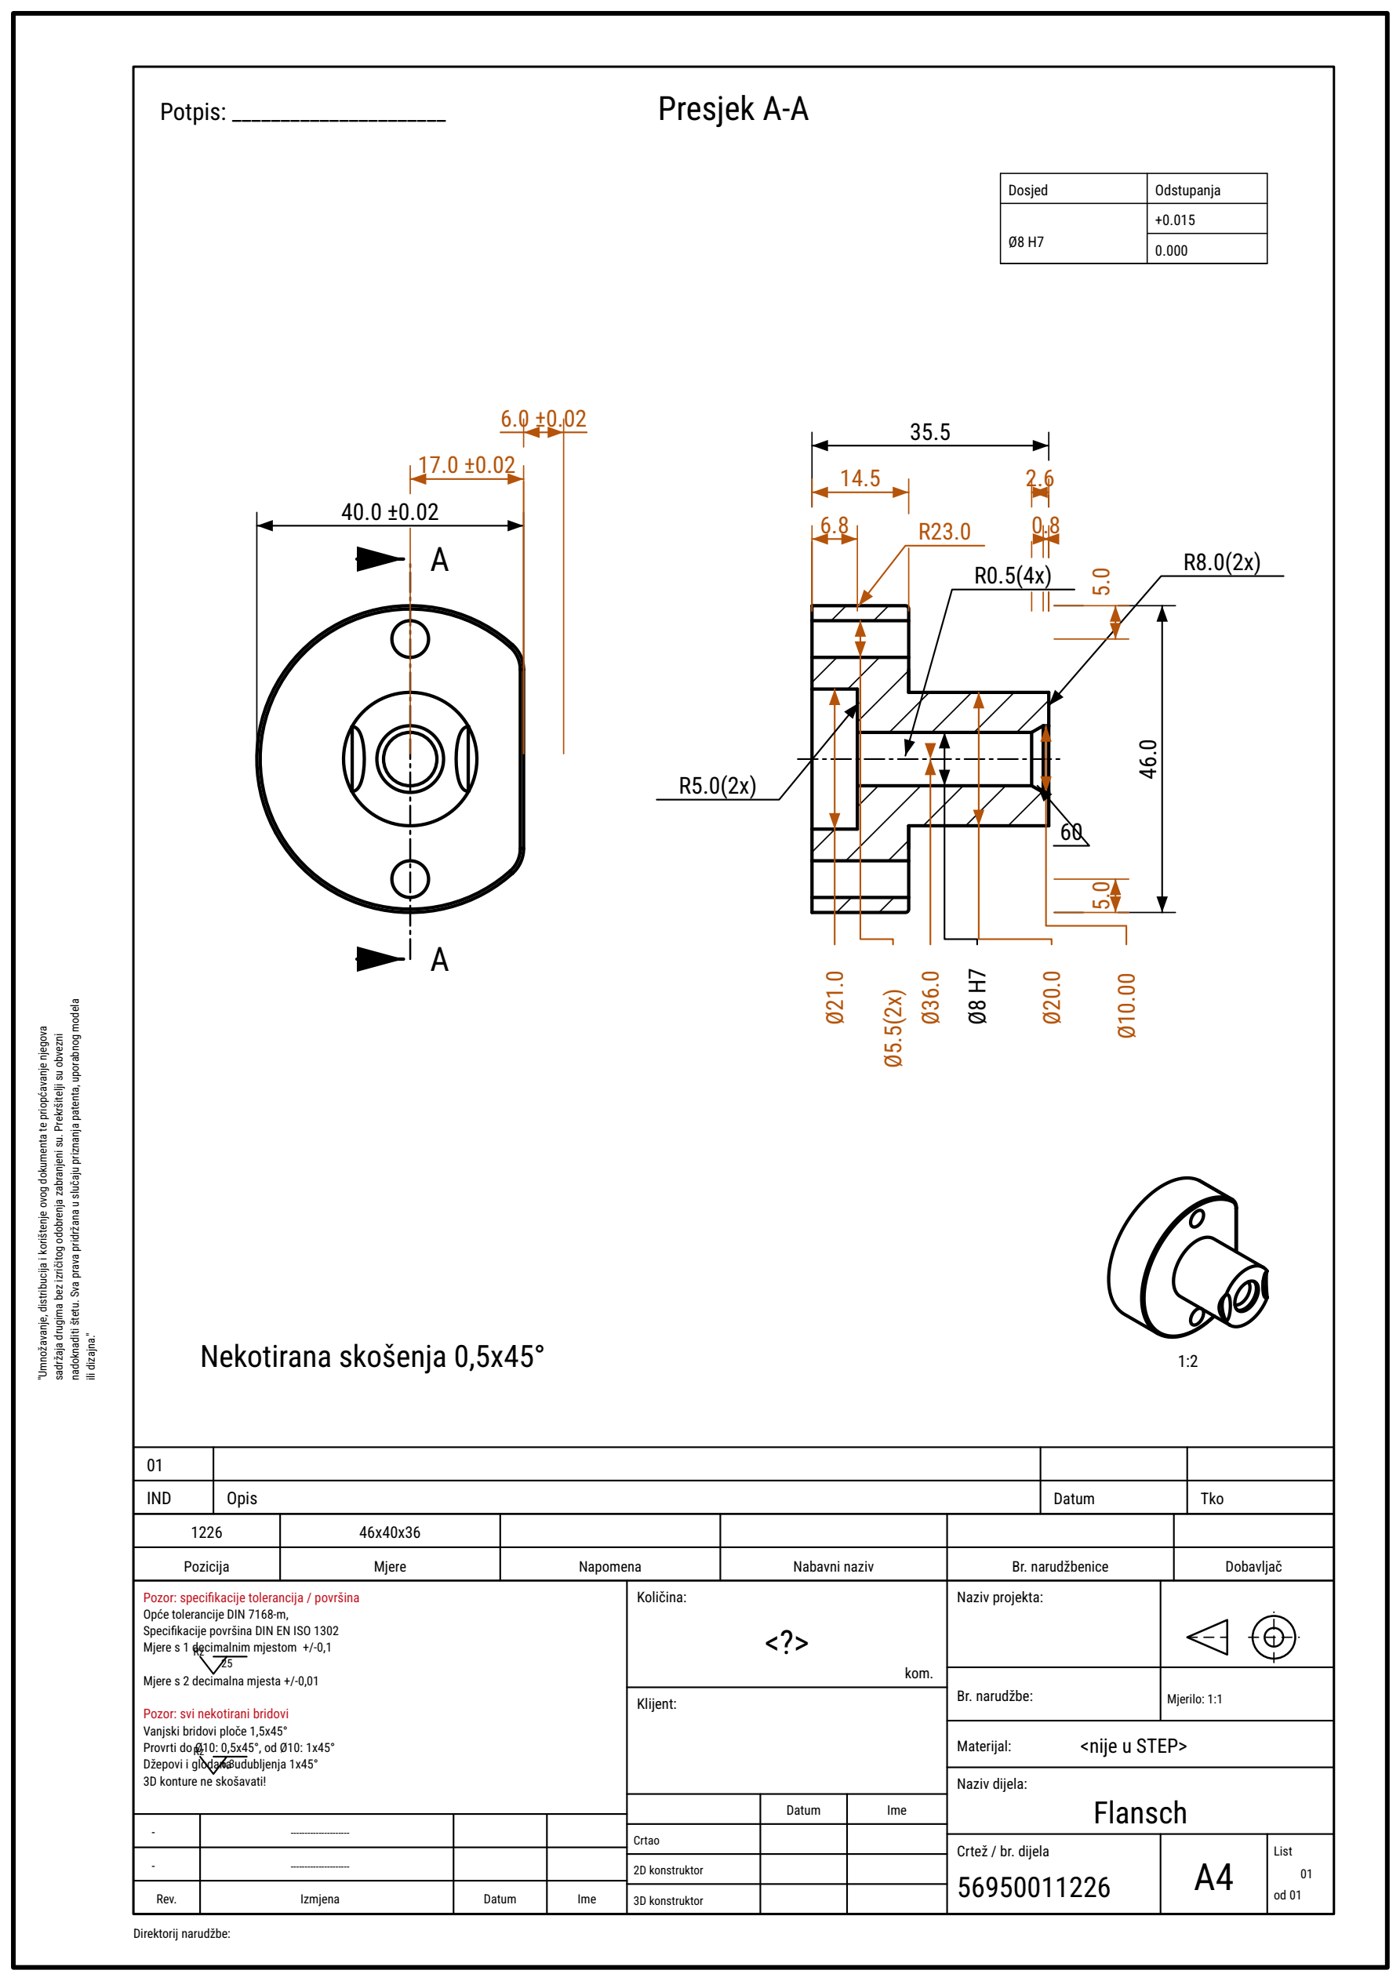 Potpis: ______________________
Presjek A-A
Dosjed
Odstupanja
Ø8 H7
+0.015
0.000
6.0 ±0.02
17.0 ±0.02
40.0 ±0.02
A
A
35.5
14.5
2.6
6.8
0.8
R23.0
R0.5(4x)
R8.0(2x)
5.0
46.0
R5.0(2x)
60
5.0
Ø21.0
Ø5.5(2x)
Ø36.0
Ø8 H7
Ø20.0
Ø10.00
"Umnožavanje, distribucija i korištenje ovog dokumenta te priopćavanje njegova
sadržaja drugima bez izričitog odobrenja zabranjeni su. Prekršitelji su obvezni
nadoknaditi štetu. Sva prava pridržana u slučaju priznanja patenta, uporabnog modela
ili dizajna."
1:2
Nekotirana skošenja 0,5x45°
01
IND
Opis
Datum
Tko
1226
46x40x36
Pozicija
Mjere
Napomena
Nabavni naziv
Br. narudžbenice
Dobavljač
Pozor: specifikacije tolerancija / površina
Opće tolerancije DIN 7168-m,
Specifikacije površina DIN EN ISO 1302
Mjere s 1 decimalnim mjestom +/-0,1
Rz
25
Mjere s 2 decimalna mjesta +/-0,01
Pozor: svi nekotirani bridovi
Vanjski bridovi ploče 1,5x45°
Provrti do Ø10: 0,5x45°, od Ø10: 1x45°
Džepovi i glodana udubljenja 1x45°
3D konture ne skošavati!
Količina:
<?>
kom.
Klijent:
Naziv projekta:
Br. narudžbe:
Mjerilo: 1:1
Materijal:
<nije u STEP>
Naziv dijela:
Flansch
Crtež / br. dijela
56950011226
A4
List
01
od 01
Datum
Ime
Crtao
2D konstruktor
3D konstruktor
-
--------------------
-
--------------------
Rev.
Izmjena
Datum
Ime
Direktorij narudžbe: